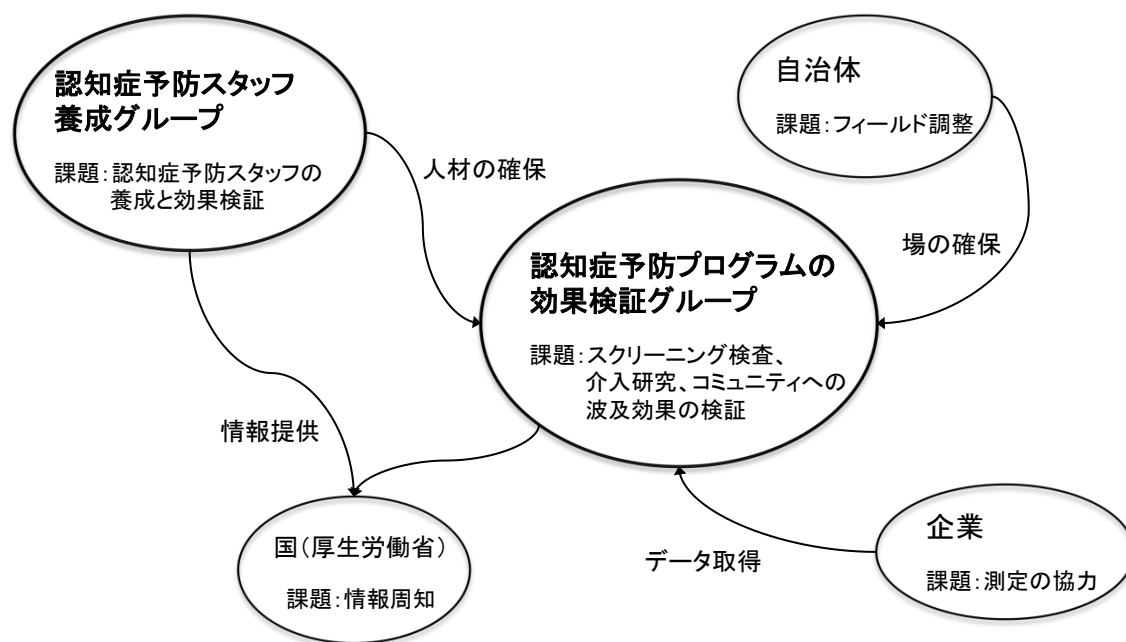 認知症予防スタッフ
養成グループ
課題：認知症予防スタッフの
養成と効果検証
人材の確保
自治体
課題：フィールド調整
場の確保
認知症予防プログラムの
効果検証グループ
課題：スクリーニング検査、
介入研究、コミュニティへの
波及効果の検証
情報提供
国（厚生労働省）
課題：情報周知
データ取得
企業
課題：測定の協力